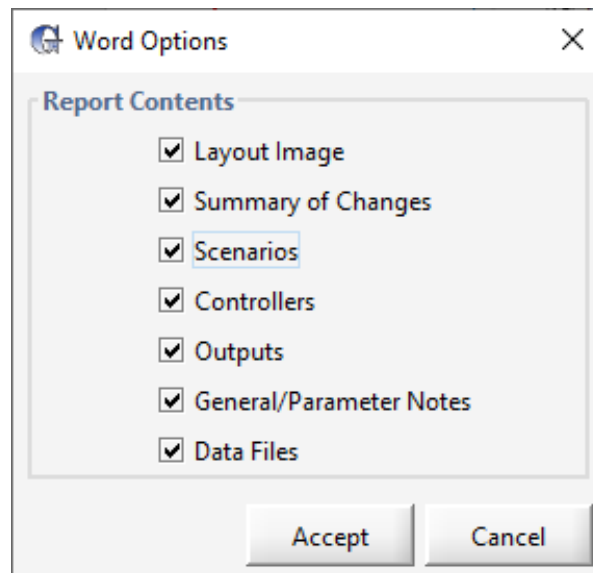 Word Options
Report Contents
Layout Image
Summary of Changes
Scenarios
Controllers
Outputs
General/Parameter Notes
Data Files
Accept Cancel